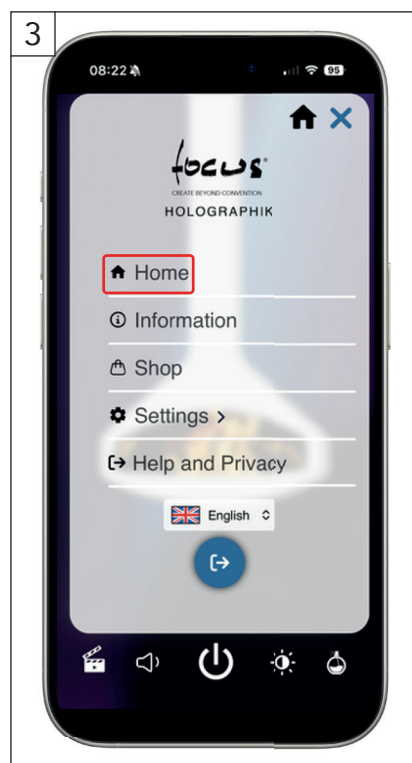 3
08:22
95
focus®
CREATE BEYOND CONVENTION
HOLOGRAPHIK
Home
Information
Shop
Settings >
Help and Privacy
English